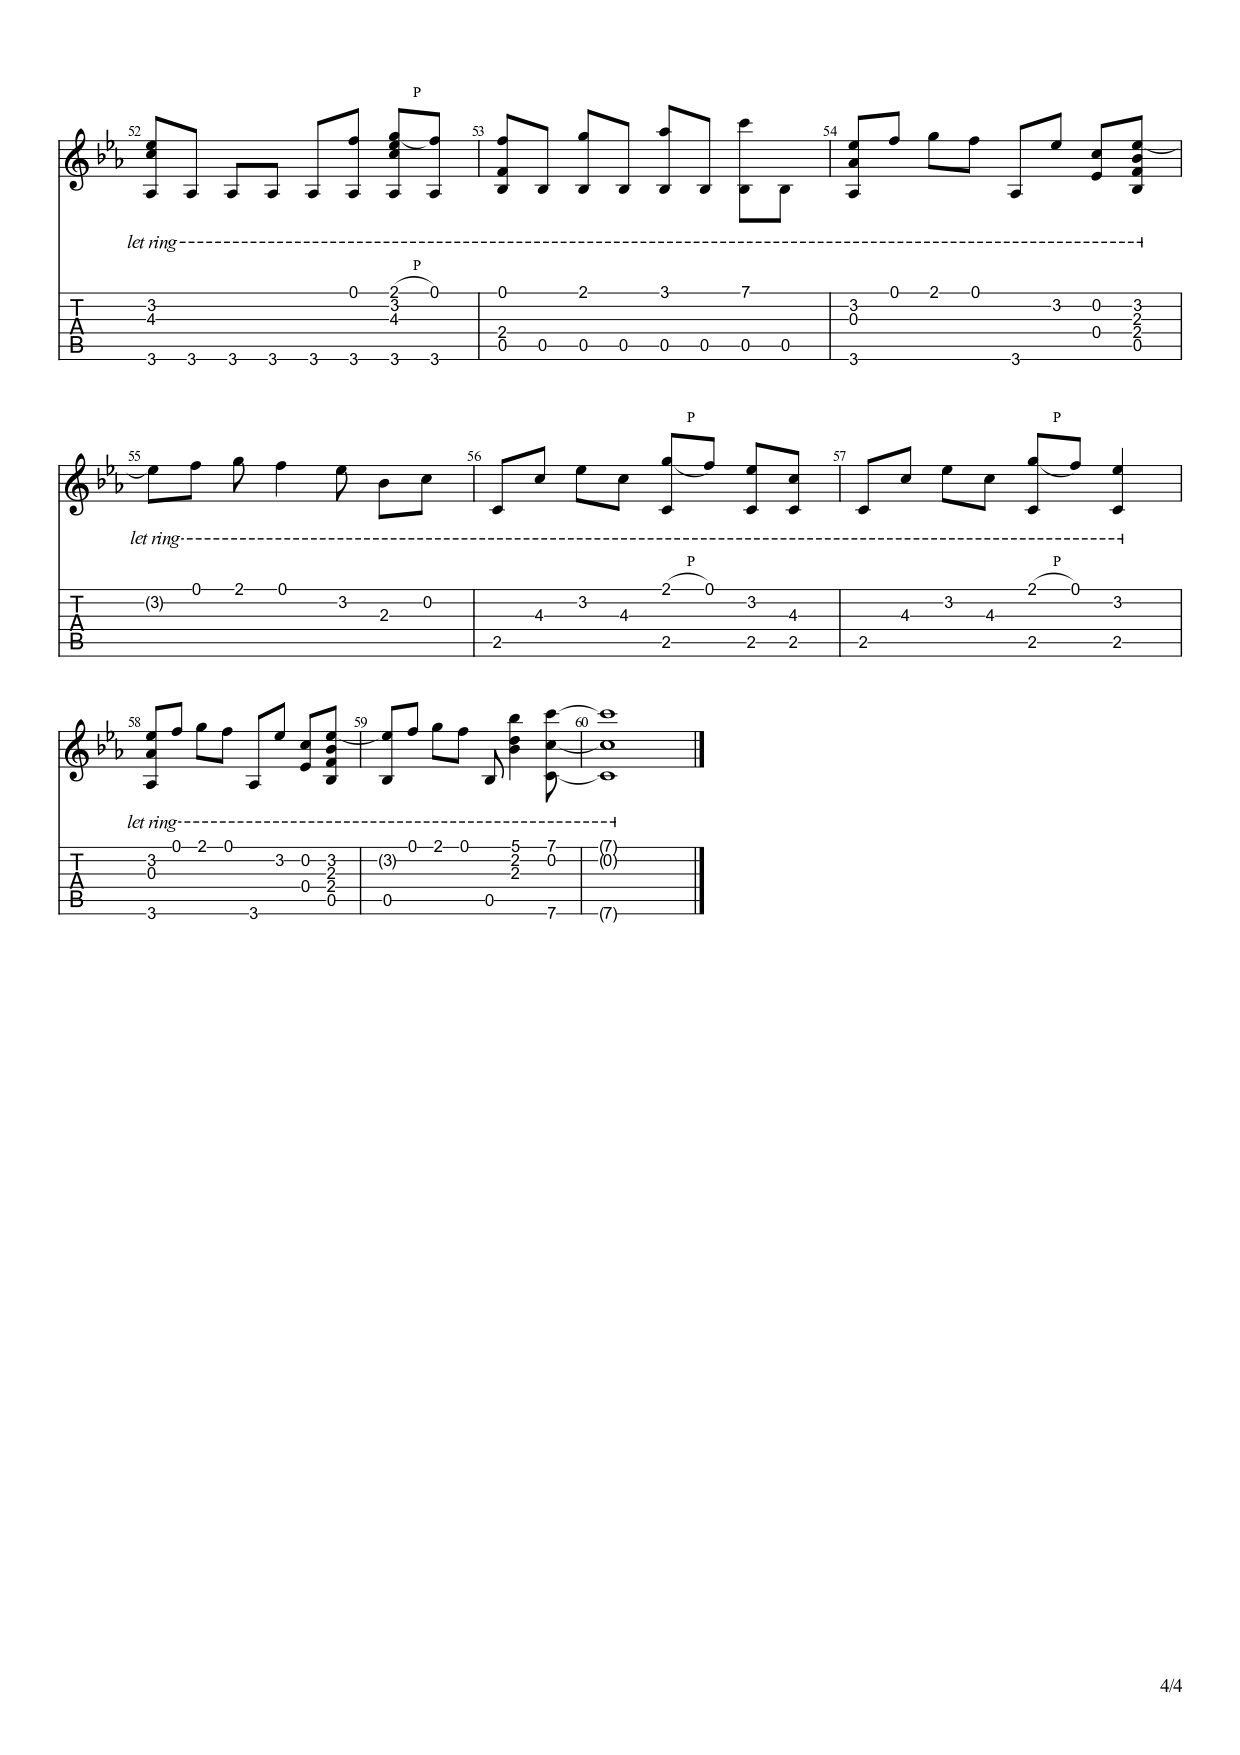 P
52 53 54
let ring
P
0 2 0 0 2 3 7 0 2 0
T 3 3 3 3 0 3
4 4 0 2
A 2 0 2
B 0 0 0 0 0 0 0 0 0
3 3 3 3 3 3 3 3 3 3
P P
55 56 57
let ring
P P
0 2 0 2 0 2 0
T (3) 3 0 3 3 3 3
2 4 4 4 4 4
A
B 2 2 2 2 2 2 2
58 59 60
let ring
0 2 0 0 2 0 5 7 (7)
T 3 3 0 3 (3) 2 0 (0)
0 2 2
A 0 2
B 0 0 0
3 3 7 (7)
4/4